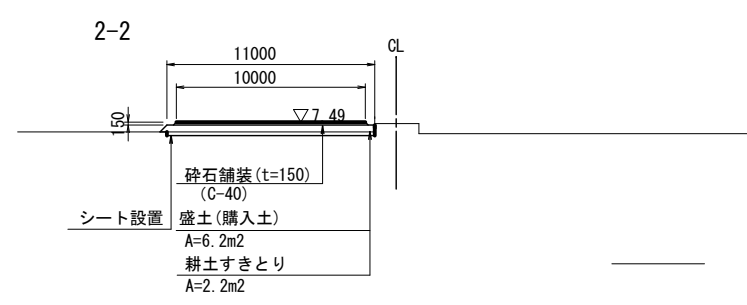 2-2
CL
11000
10000
150
▽7.49
砕石舗装(t=150)
(C-40)
シート設置
盛土(購入土)
A=6.2m2
耕土すきとり
A=2.2m2